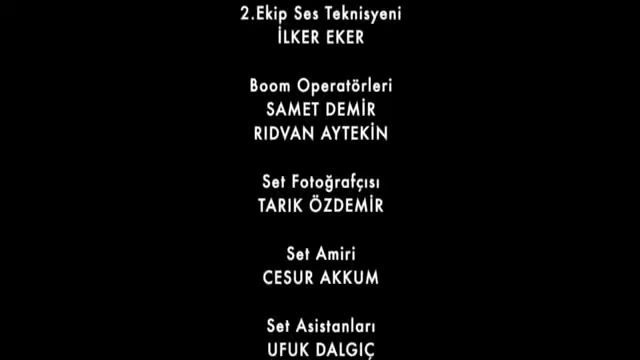 2.Ekip Ses Teknisyeni
İLKER EKER
Boom Operatörleri
SAMET DEMİR
RIDVAN AYTEKİN
Set Fotoğrafçısı
TARIK ÖZDEMİR
Set Amiri
CESUR AKKUM
Set Asistanları
UFUK DALGIÇ